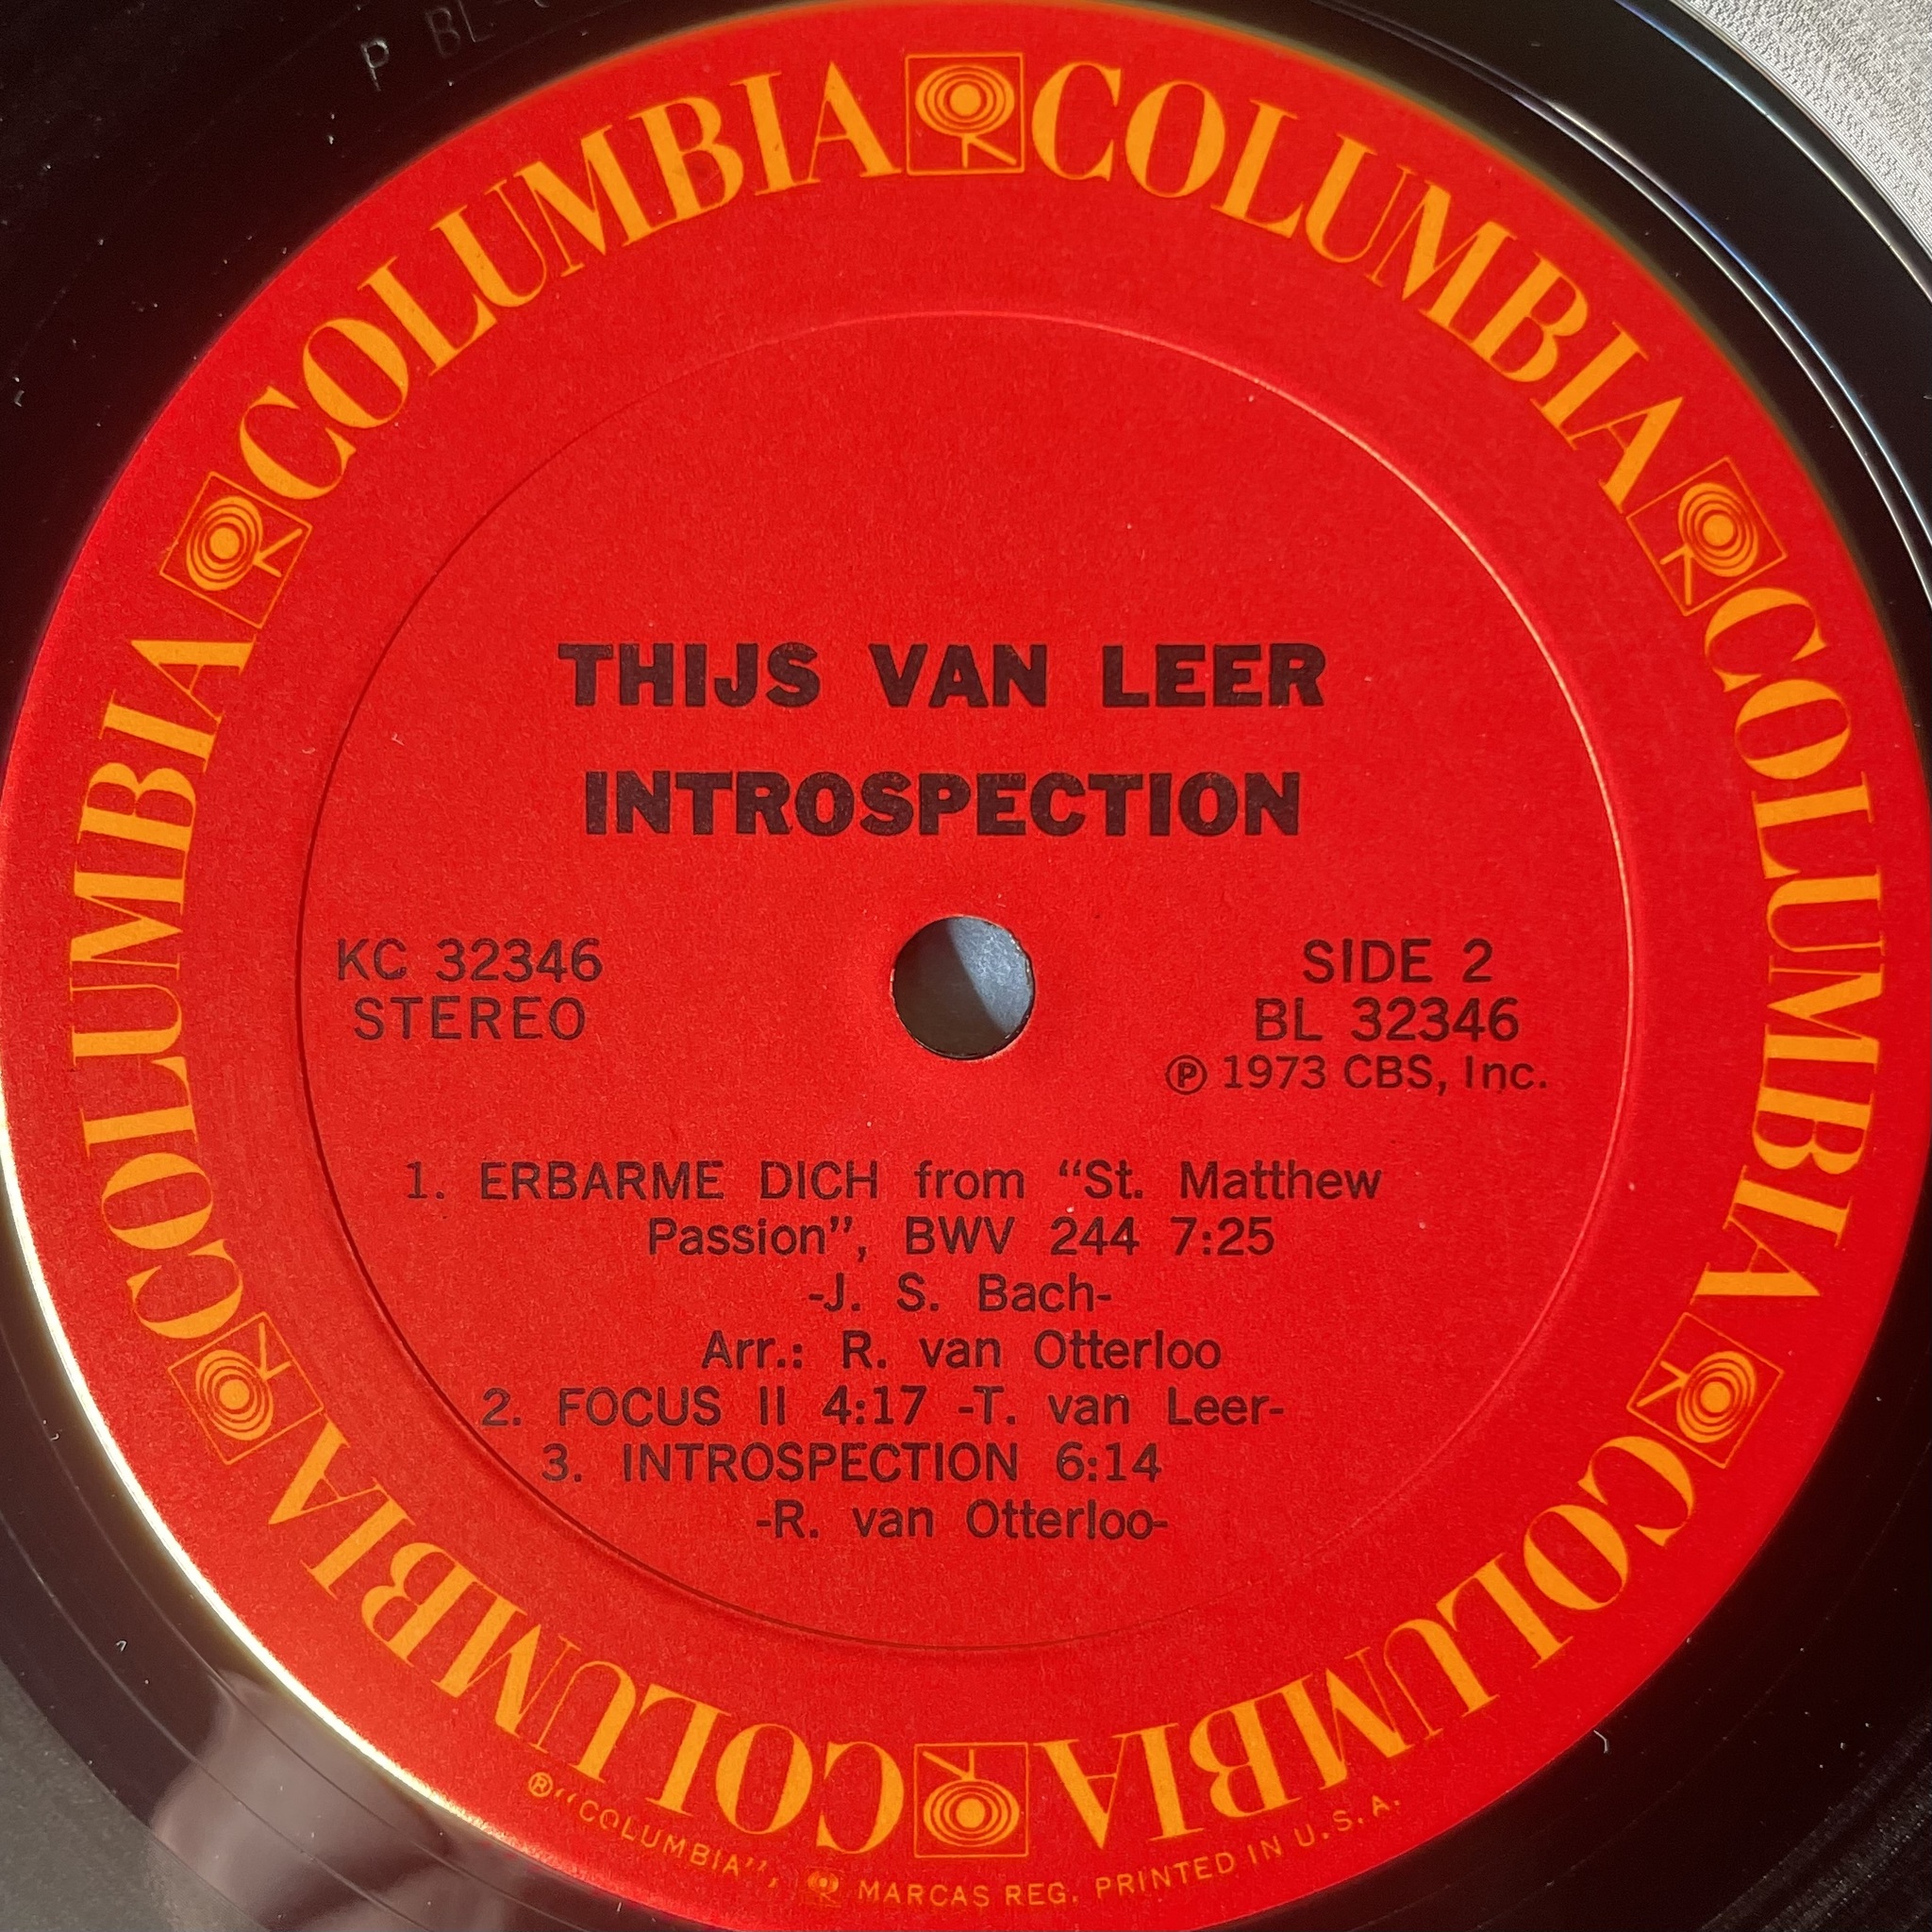 P BL-
COLUMBIA COLUMBIA COLUMBIA COLUMBIA COLUMBIA COLUMBIA
THIJS VAN LEER
INTROSPECTION
KC 32346
STEREO
SIDE 2
BL 32346
Ⓟ 1973 CBS, Inc.
1. ERBARME DICH from “St. Matthew
Passion”, BWV 244 7:25
-J. S. Bach-
Arr.: R. van Otterloo
2. FOCUS II 4:17 -T. van Leer-
3. INTROSPECTION 6:14
-R. van Otterloo-
®“COLUMBIA”, MARCAS REG. PRINTED IN U.S.A.